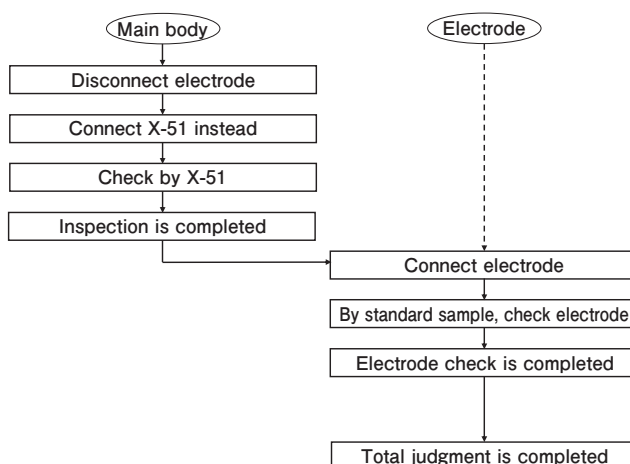 Main body
Disconnect electrode
Connect X-51 instead
Check by X-51
Inspection is completed
Electrode
Connect electrode
By standard sample, check electrode
Electrode check is completed
Total judgment is completed